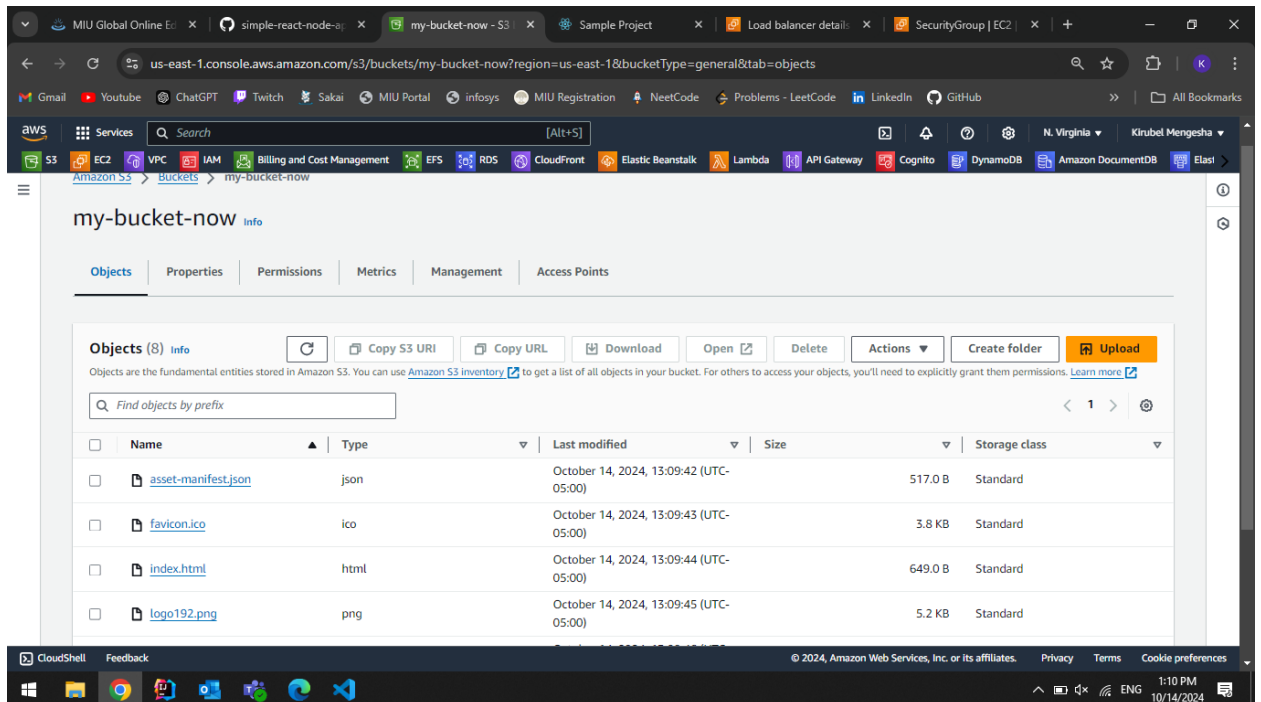 MIU Global Online Ed
simple-react-node-ap
my-bucket-now - S3
Sample Project
Load balancer details
SecurityGroup | EC2 |
us-east-1.console.aws.amazon.com/s3/buckets/my-bucket-now?region=us-east-1&bucketType=general&tab=objects
K
Gmail Youtube ChatGPT Twitch Sakai MIU Portal infosys MIU Registration NeetCode Problems - LeetCode LinkedIn GitHub » All Bookmarks
aws Services Search [Alt+S] N. Virginia ▼ Kirubel Mengesha ▼
S3 EC2 VPC IAM Billing and Cost Management EFS RDS CloudFront Elastic Beanstalk Lambda API Gateway Cognito DynamoDB Amazon DocumentDB Elast
Amazon S3 > Buckets > my-bucket-now
my-bucket-now Info
Objects Properties Permissions Metrics Management Access Points
Objects (8) Info Copy S3 URI Copy URL Download Open Delete Actions ▼ Create folder Upload
Objects are the fundamental entities stored in Amazon S3. You can use Amazon S3 inventory to get a list of all objects in your bucket. For others to access your objects, you'll need to explicitly grant them permissions. Learn more
Find objects by prefix
< 1 >
Name Type Last modified Size Storage class
asset-manifest.json json October 14, 2024, 13:09:42 (UTC-05:00) 517.0 B Standard
favicon.ico ico October 14, 2024, 13:09:43 (UTC-05:00) 3.8 KB Standard
index.html html October 14, 2024, 13:09:44 (UTC-05:00) 649.0 B Standard
logo192.png png October 14, 2024, 13:09:45 (UTC-05:00) 5.2 KB Standard
CloudShell Feedback © 2024, Amazon Web Services, Inc. or its affiliates. Privacy Terms Cookie preferences
ENG 1:10 PM
10/14/2024